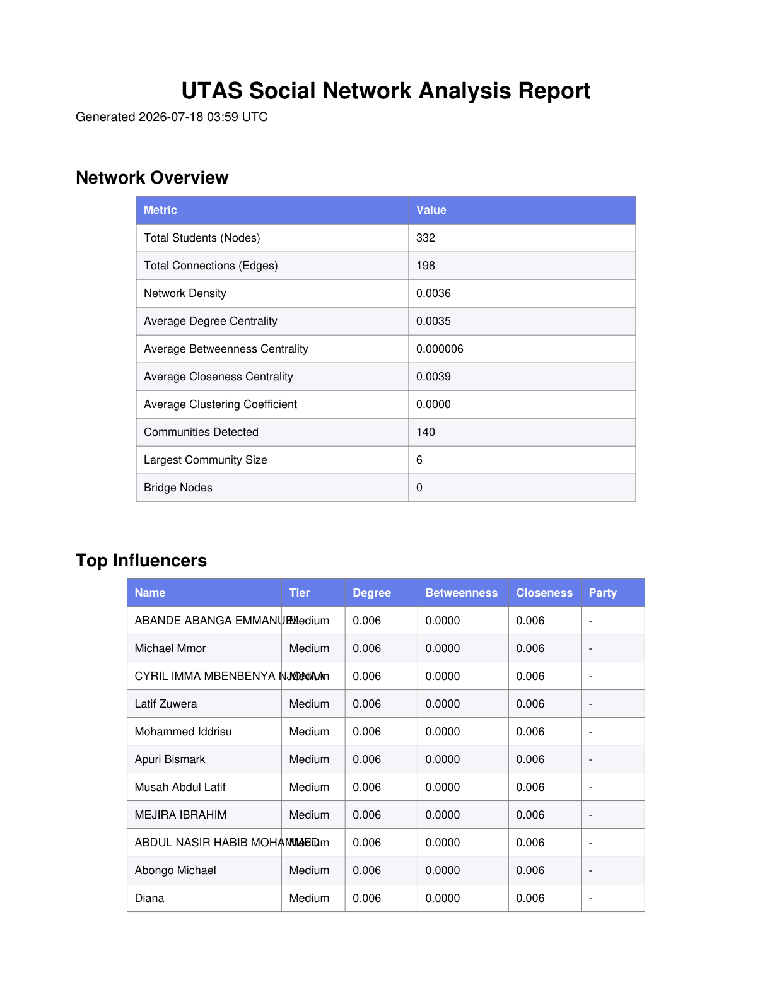 UTAS Social Network Analysis Report
Generated 2026-07-18 03:59 UTC
Network Overview
Metric Value
Total Students (Nodes) 332
Total Connections (Edges) 198
Network Density 0.0036
Average Degree Centrality 0.0035
Average Betweenness Centrality 0.000006
Average Closeness Centrality 0.0039
Average Clustering Coefficient 0.0000
Communities Detected 140
Largest Community Size 6
Bridge Nodes 0
Top Influencers
Name Tier Degree Betweenness Closeness Party
ABANDE ABANGA EMMANUEL Medium 0.006 0.0000 0.006 -
Michael Mmor Medium 0.006 0.0000 0.006 -
CYRIL IMMA MBENBENYA NJONAA Medium 0.006 0.0000 0.006 -
Latif Zuwera Medium 0.006 0.0000 0.006 -
Mohammed Iddrisu Medium 0.006 0.0000 0.006 -
Apuri Bismark Medium 0.006 0.0000 0.006 -
Musah Abdul Latif Medium 0.006 0.0000 0.006 -
MEJIRA IBRAHIM Medium 0.006 0.0000 0.006 -
ABDUL NASIR HABIB MOHAMMED Medium 0.006 0.0000 0.006 -
Abongo Michael Medium 0.006 0.0000 0.006 -
Diana Medium 0.006 0.0000 0.006 -